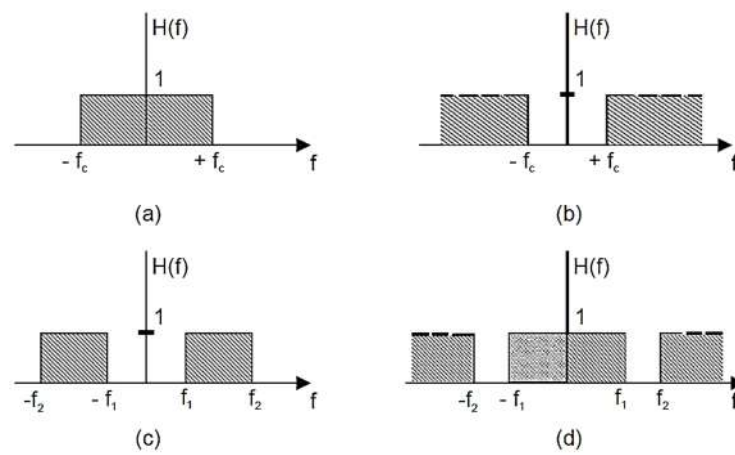 H(f)
1
- f_c + f_c f
(a)
H(f)
1
- f_c + f_c f
(b)
H(f)
1
-f_2 - f_1 f_1 f_2 f
(c)
H(f)
1
-f_2 - f_1 f_1 f_2 f
(d)